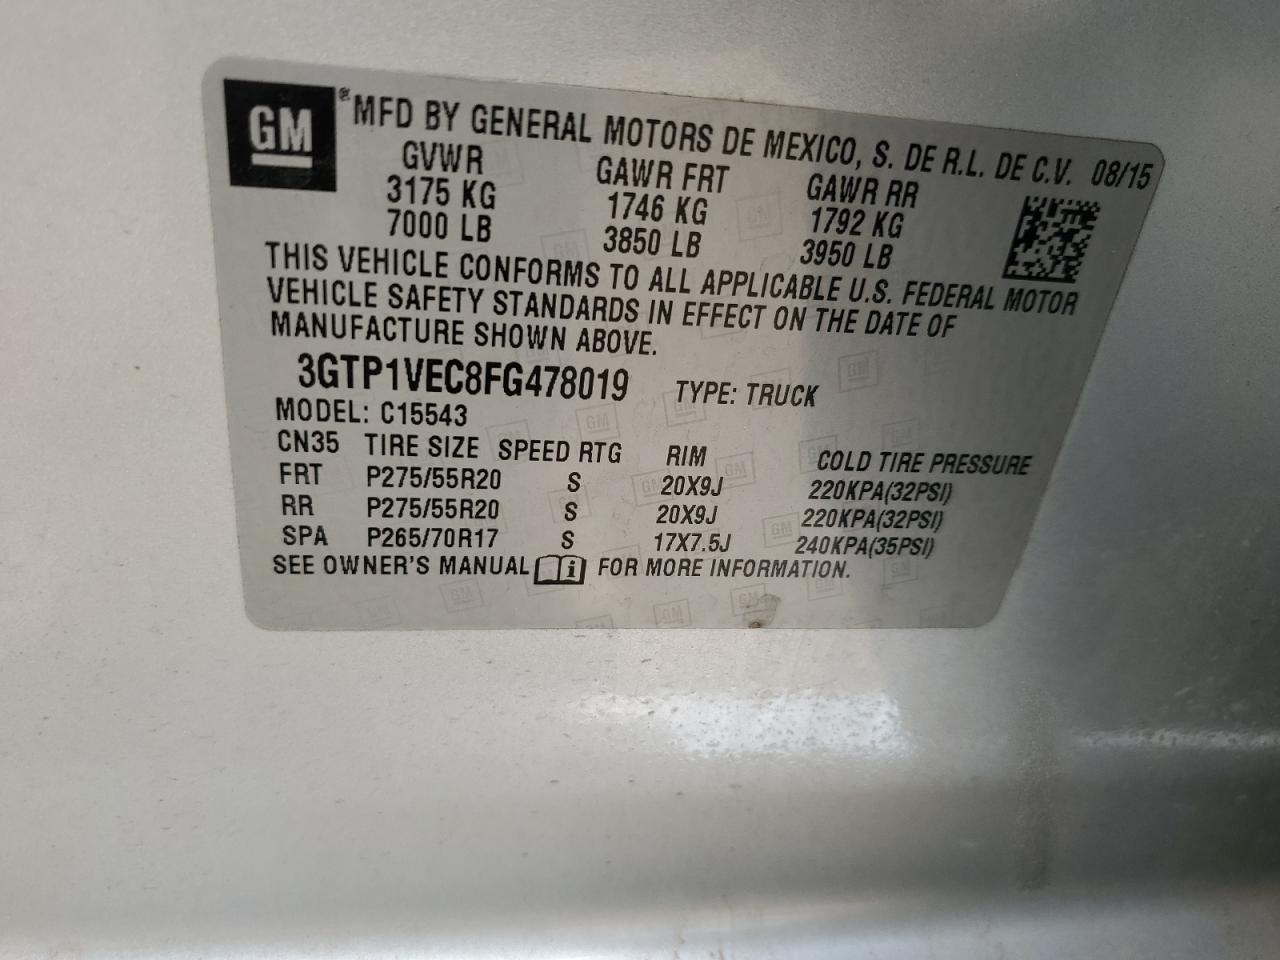 GM ® MFD BY GENERAL MOTORS DE MEXICO, S. DE R.L. DE C.V. 08/15
GVWR GAWR FRT GAWR RR
3175 KG 1746 KG 1792 KG
7000 LB 3850 LB 3950 LB
THIS VEHICLE CONFORMS TO ALL APPLICABLE U.S. FEDERAL MOTOR
VEHICLE SAFETY STANDARDS IN EFFECT ON THE DATE OF
MANUFACTURE SHOWN ABOVE.
3GTP1VEC8FG478019 TYPE: TRUCK
MODEL: C15543
CN35 TIRE SIZE SPEED RTG RIM COLD TIRE PRESSURE
FRT P275/55R20 S 20X9J 220KPA(32PSI)
RR P275/55R20 S 20X9J 220KPA(32PSI)
SPA P265/70R17 S 17X7.5J 240KPA(35PSI)
SEE OWNER'S MANUAL i FOR MORE INFORMATION.